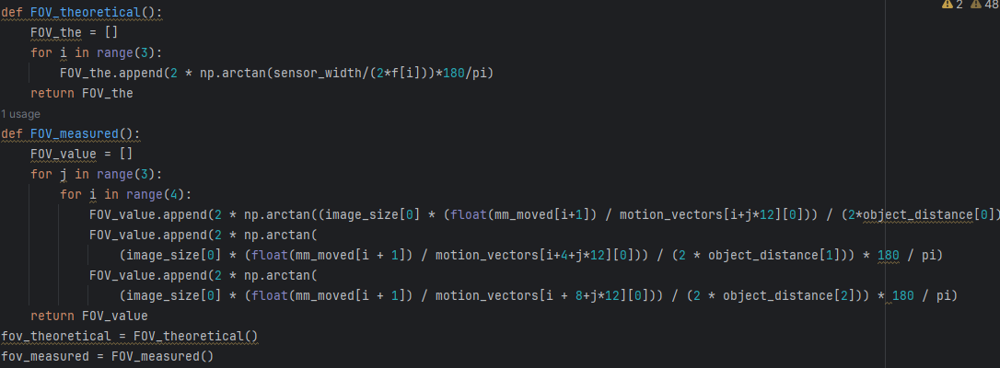 2 48
def FOV_theoretical():
    FOV_the = []
    for i in range(3):
        FOV_the.append(2 * np.arctan(sensor_width/(2*f[i]))*180/pi)
    return FOV_the
1 usage
def FOV_measured():
    FOV_value = []
    for j in range(3):
        for i in range(4):
            FOV_value.append(2 * np.arctan((image_size[0] * (float(mm_moved[i+1]) / motion_vectors[i+j*12][0])) / (2*object_distance[0])
            FOV_value.append(2 * np.arctan(
                (image_size[0] * (float(mm_moved[i + 1]) / motion_vectors[i+4+j*12][0])) / (2 * object_distance[1])) * 180 / pi)
            FOV_value.append(2 * np.arctan(
                (image_size[0] * (float(mm_moved[i + 1]) / motion_vectors[i + 8+j*12][0])) / (2 * object_distance[2])) * 180 / pi)
    return FOV_value
fov_theoretical = FOV_theoretical()
fov_measured = FOV_measured()